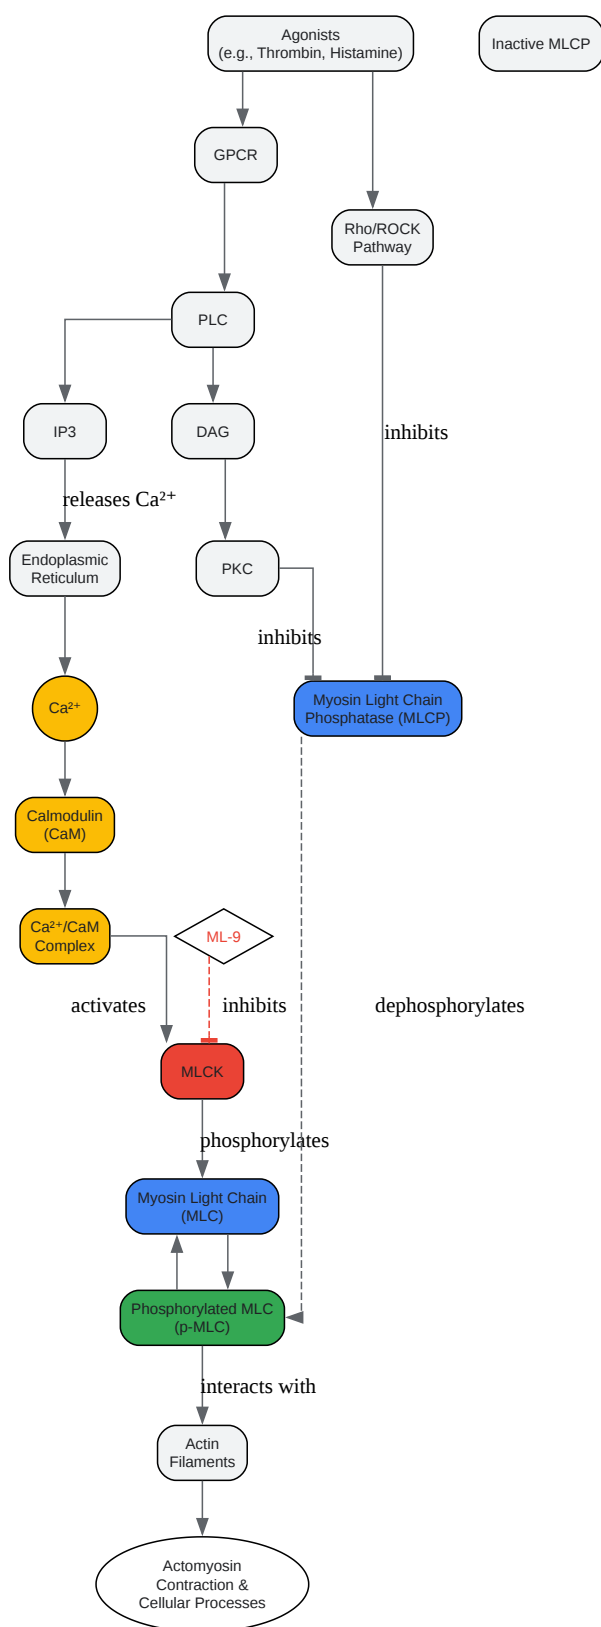 Agonists
(e.g., Thrombin, Histamine)
Inactive MLCP
GPCR
Rho/ROCK
Pathway
PLC
IP3
DAG
inhibits
releases Ca²⁺
Endoplasmic
Reticulum
PKC
inhibits
Myosin Light Chain
Phosphatase (MLCP)
Ca²⁺
Calmodulin
(CaM)
Ca²⁺/CaM
Complex
ML-9
activates
inhibits
dephosphorylates
MLCK
phosphorylates
Myosin Light Chain
(MLC)
Phosphorylated MLC
(p-MLC)
interacts with
Actin
Filaments
Actomyosin
Contraction &
Cellular Processes